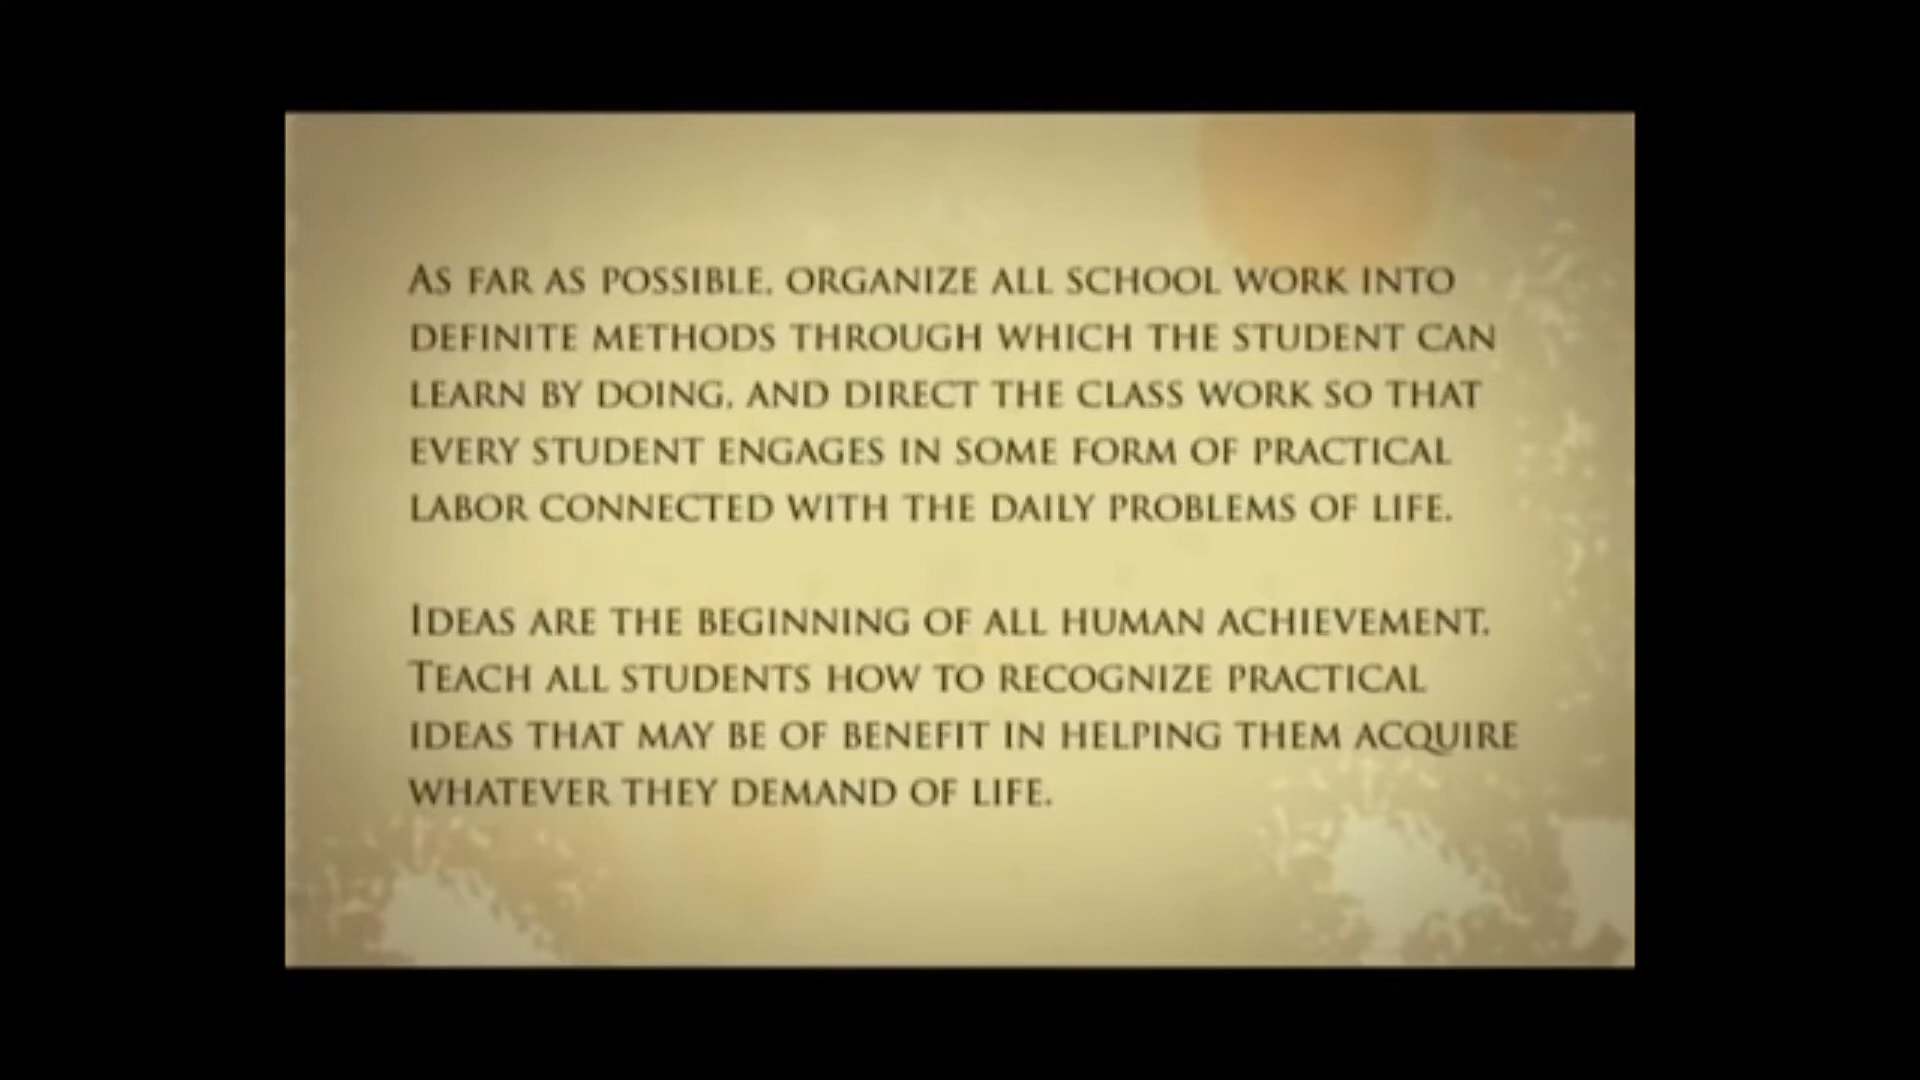 As far as possible, organize all school work into
definite methods through which the student can
learn by doing, and direct the class work so that
every student engages in some form of practical
labor connected with the daily problems of life.
Ideas are the beginning of all human achievement.
Teach all students how to recognize practical
ideas that may be of benefit in helping them acquire
whatever they demand of life.